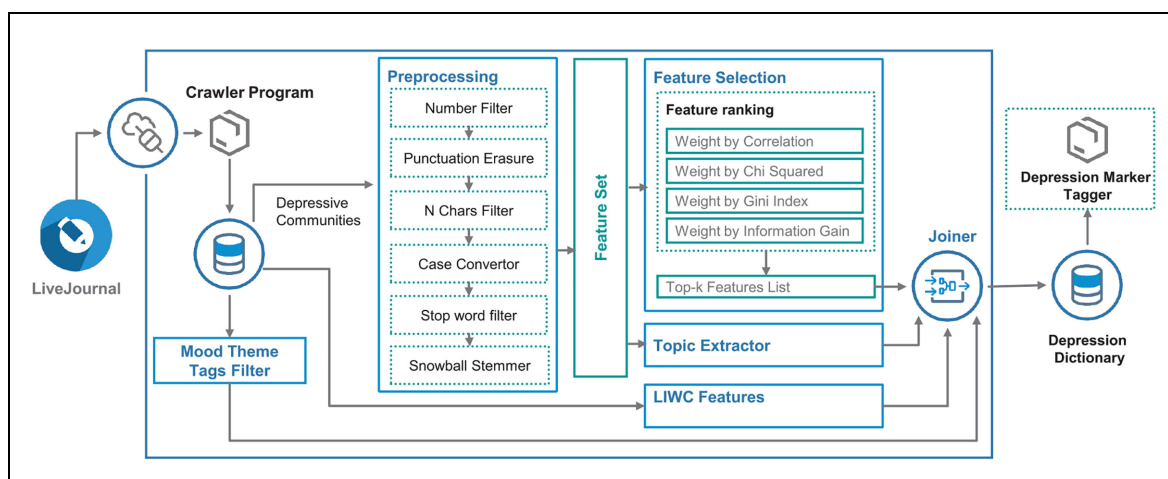 LiveJournal
Crawler Program
Depressive
Communities
Mood Theme
Tags Filter
Preprocessing
Number Filter
Punctuation Erasure
N Chars Filter
Case Convertor
Stop word filter
Snowball Stemmer
Feature Set
Feature Selection
Feature ranking
Weight by Correlation
Weight by Chi Squared
Weight by Gini Index
Weight by Information Gain
Top-k Features List
Topic Extractor
LIWC Features
Joiner
Depression Marker
Tagger
Depression
Dictionary